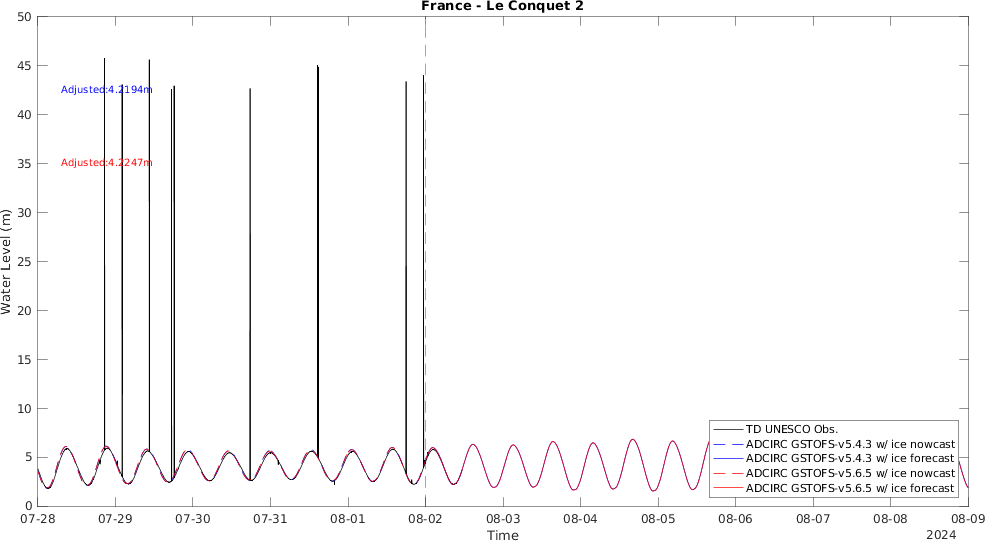 France - Le Conquet 2
50
45
40
35
30
25
20
15
10
5
0
Water Level (m)
Adjusted:4.2194m
Adjusted:4.2247m
TD UNESCO Obs.
ADCIRC GSTOFS-v5.4.3 w/ ice nowcast
ADCIRC GSTOFS-v5.4.3 w/ ice forecast
ADCIRC GSTOFS-v5.6.5 w/ ice nowcast
ADCIRC GSTOFS-v5.6.5 w/ ice forecast
07-28 07-29 07-30 07-31 08-01 08-02 08-03 08-04 08-05 08-06 08-07 08-08 08-09
Time
2024